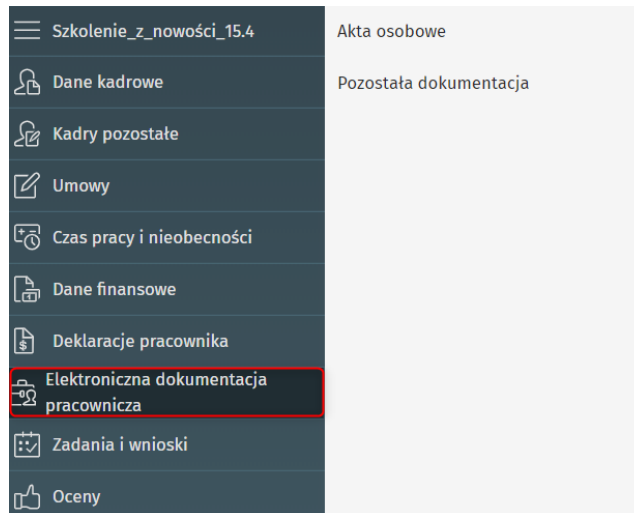 Szkolenie_z_nowości_15.4
Dane kadrowe
Kadry pozostałe
Umowy
Czas pracy i nieobecności
Dane finansowe
Deklaracje pracownika
Elektroniczna dokumentacja
pracownicza
Zadania i wnioski
Oceny
Akta osobowe
Pozostała dokumentacja